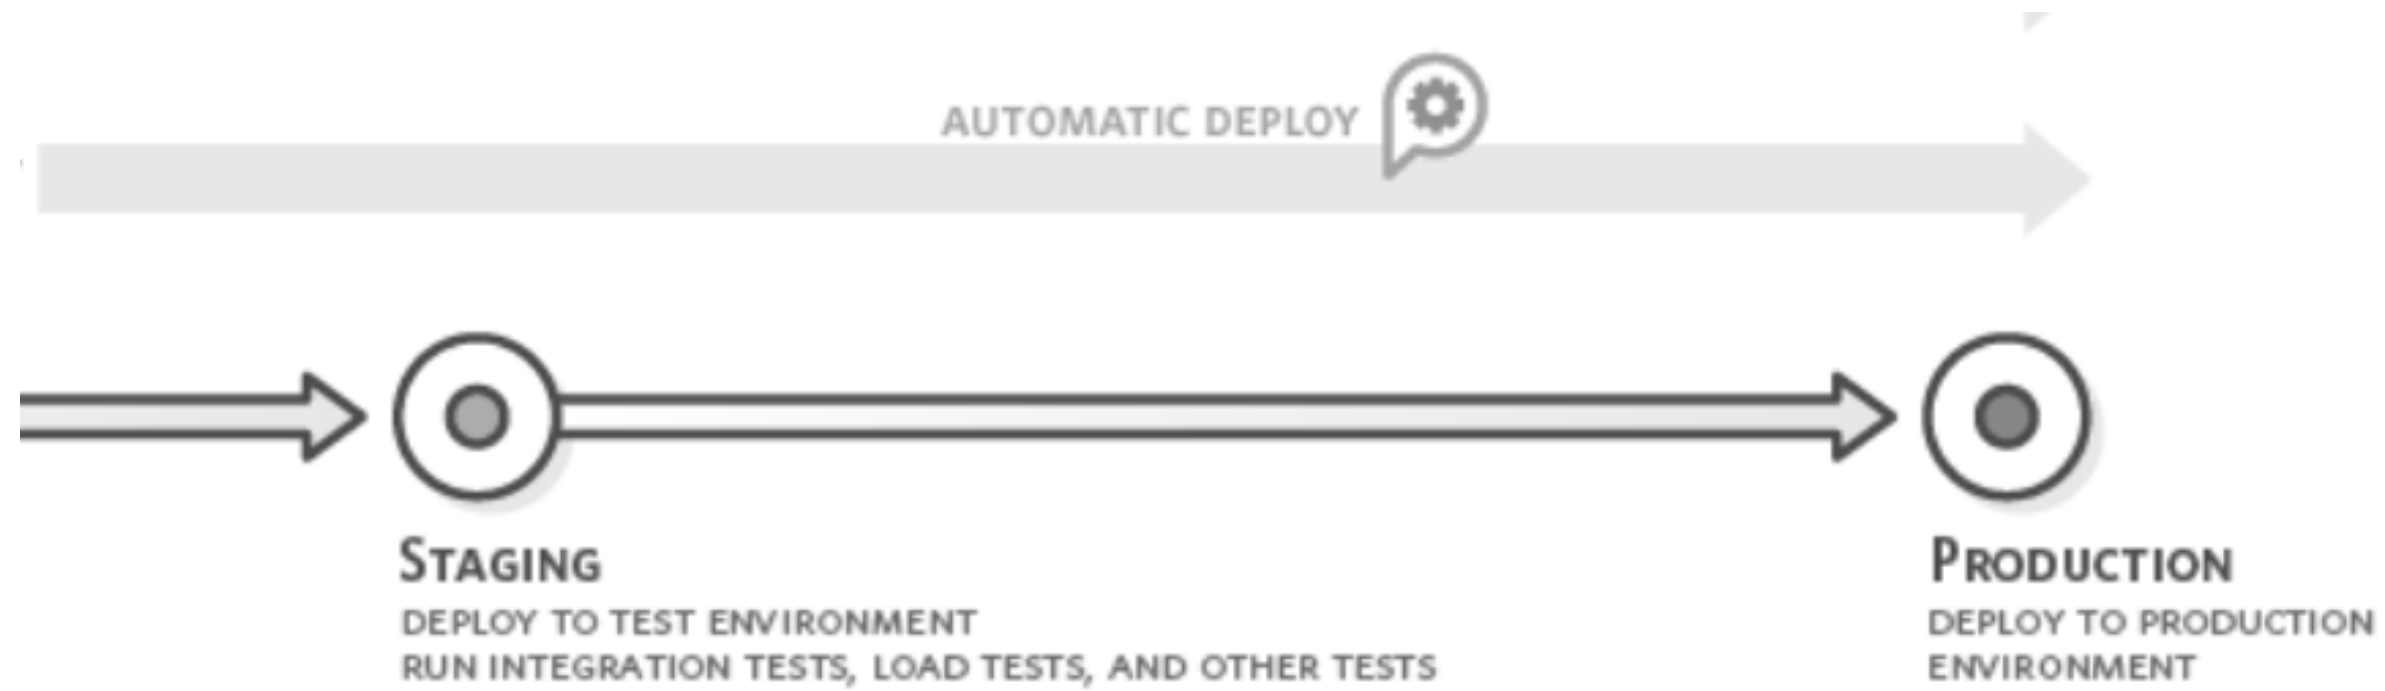 AUTOMATIC DEPLOY
STAGING
DEPLOY TO TEST ENVIRONMENT
RUN INTEGRATION TESTS, LOAD TESTS, AND OTHER TESTS
PRODUCTION
DEPLOY TO PRODUCTION
ENVIRONMENT